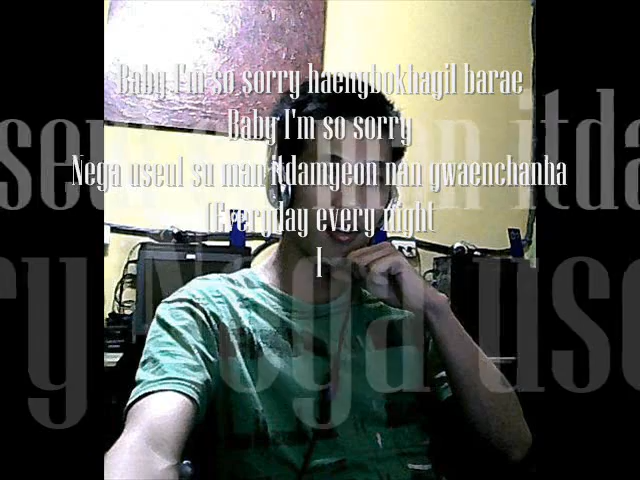 Baby I'm so sorry haengbokhagil barae
Baby I'm so sorry
Nega useul su man itdamyeon nan gwaenchanha
(Everyday every night
I